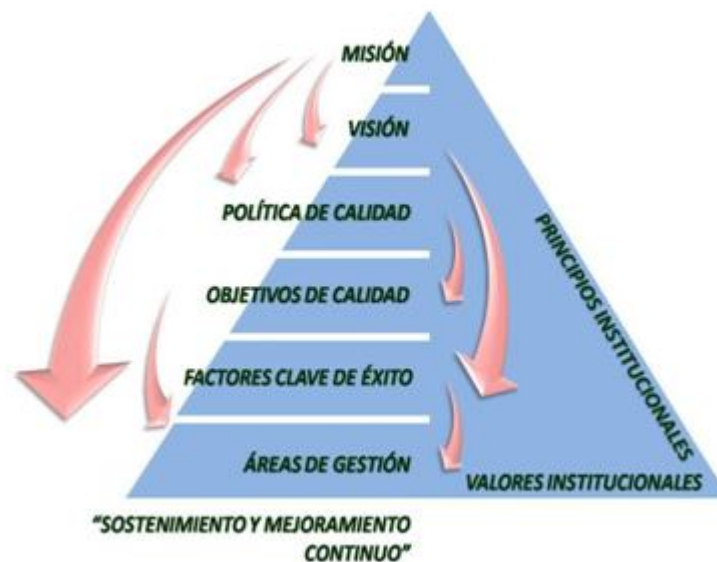 MISIÓN
VISIÓN
POLÍTICA DE CALIDAD
OBJETIVOS DE CALIDAD
FACTORES CLAVE DE ÉXITO
ÁREAS DE GESTIÓN
PRINCIPIOS INSTITUCIONALES
VALORES INSTITUCIONALES
“SOSTENIMIENTO Y MEJORAMIENTO
CONTINUO”